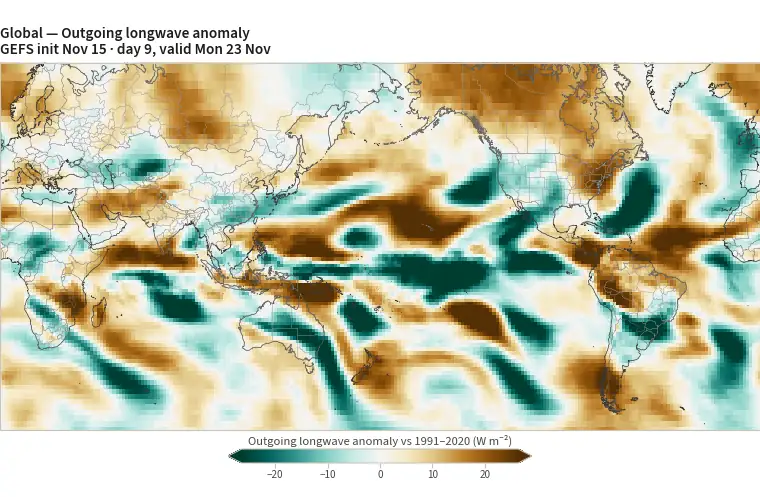 Global — Outgoing longwave anomaly
GEFS init Nov 15 · day 9, valid Mon 23 Nov
Outgoing longwave anomaly vs 1991–2020 (W m⁻²)
−20 −10 0 10 20